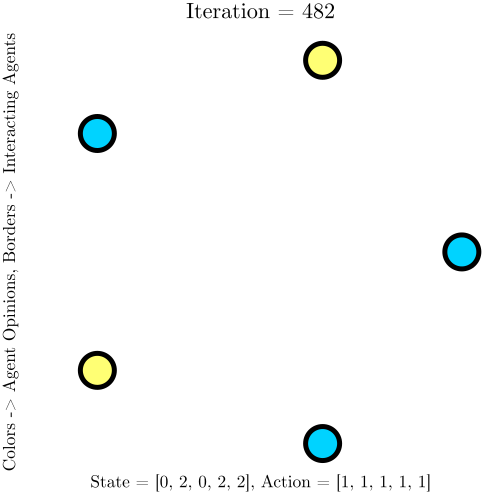 Iteration = 482
Colors -> Agent Opinions, Borders -> Interacting Agents
State = [0, 2, 0, 2, 2], Action = [1, 1, 1, 1, 1]